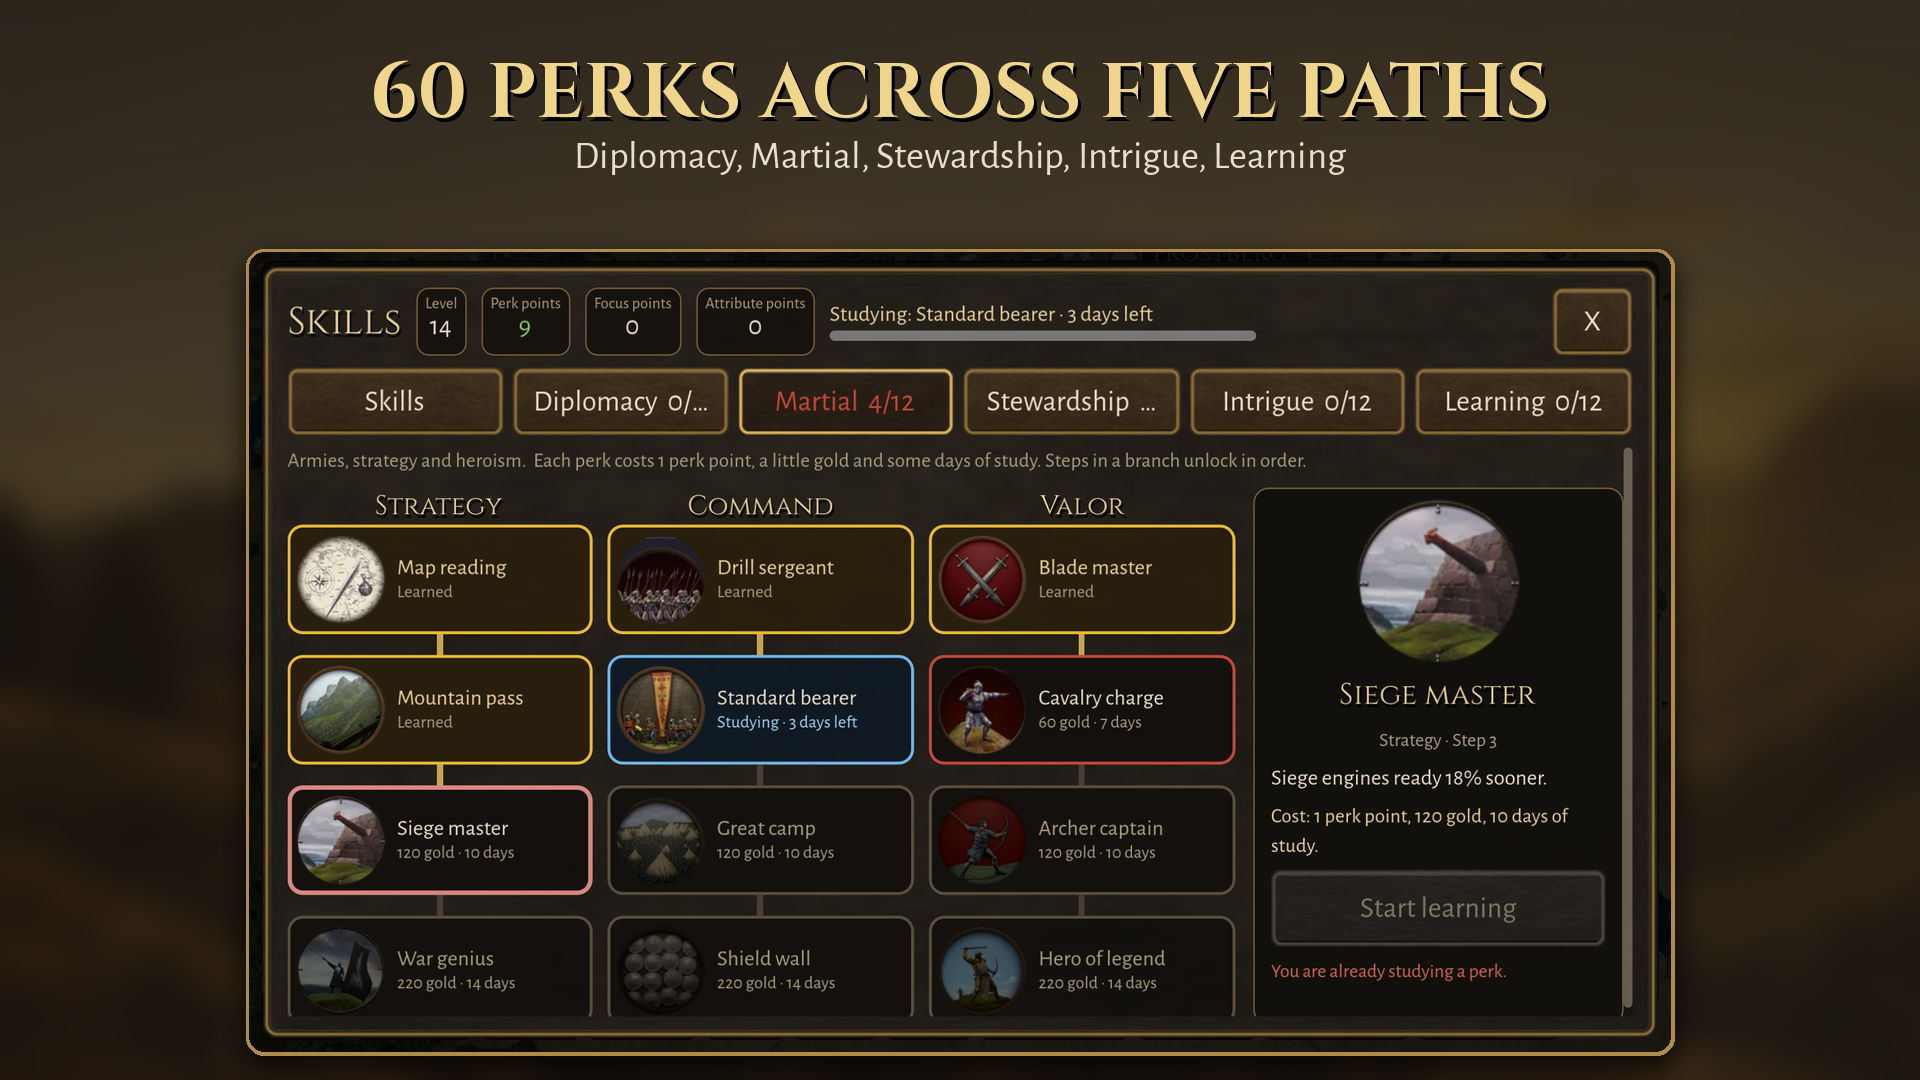 60 PERKS ACROSS FIVE PATHS
Diplomacy, Martial, Stewardship, Intrigue, Learning
FROSTBERG
SKILLS
Level
14
Perk points
9
Focus points
0
Attribute points
0
Studying: Standard bearer · 3 days left
X
Skills
Diplomacy 0/...
Martial 4/12
Stewardship ...
Intrigue 0/12
Learning 0/12
Armies, strategy and heroism. Each perk costs 1 perk point, a little gold and some days of study. Steps in a branch unlock in order.
STRATEGY
COMMAND
VALOR
Map reading
Learned
Drill sergeant
Learned
Blade master
Learned
Mountain pass
Learned
Standard bearer
Studying · 3 days left
Cavalry charge
60 gold · 7 days
Siege master
120 gold · 10 days
Great camp
120 gold · 10 days
Archer captain
120 gold · 10 days
War genius
220 gold · 14 days
Shield wall
220 gold · 14 days
Hero of legend
220 gold · 14 days
SIEGE MASTER
Strategy · Step 3
Siege engines ready 18% sooner.
Cost: 1 perk point, 120 gold, 10 days of
study.
Start learning
You are already studying a perk.